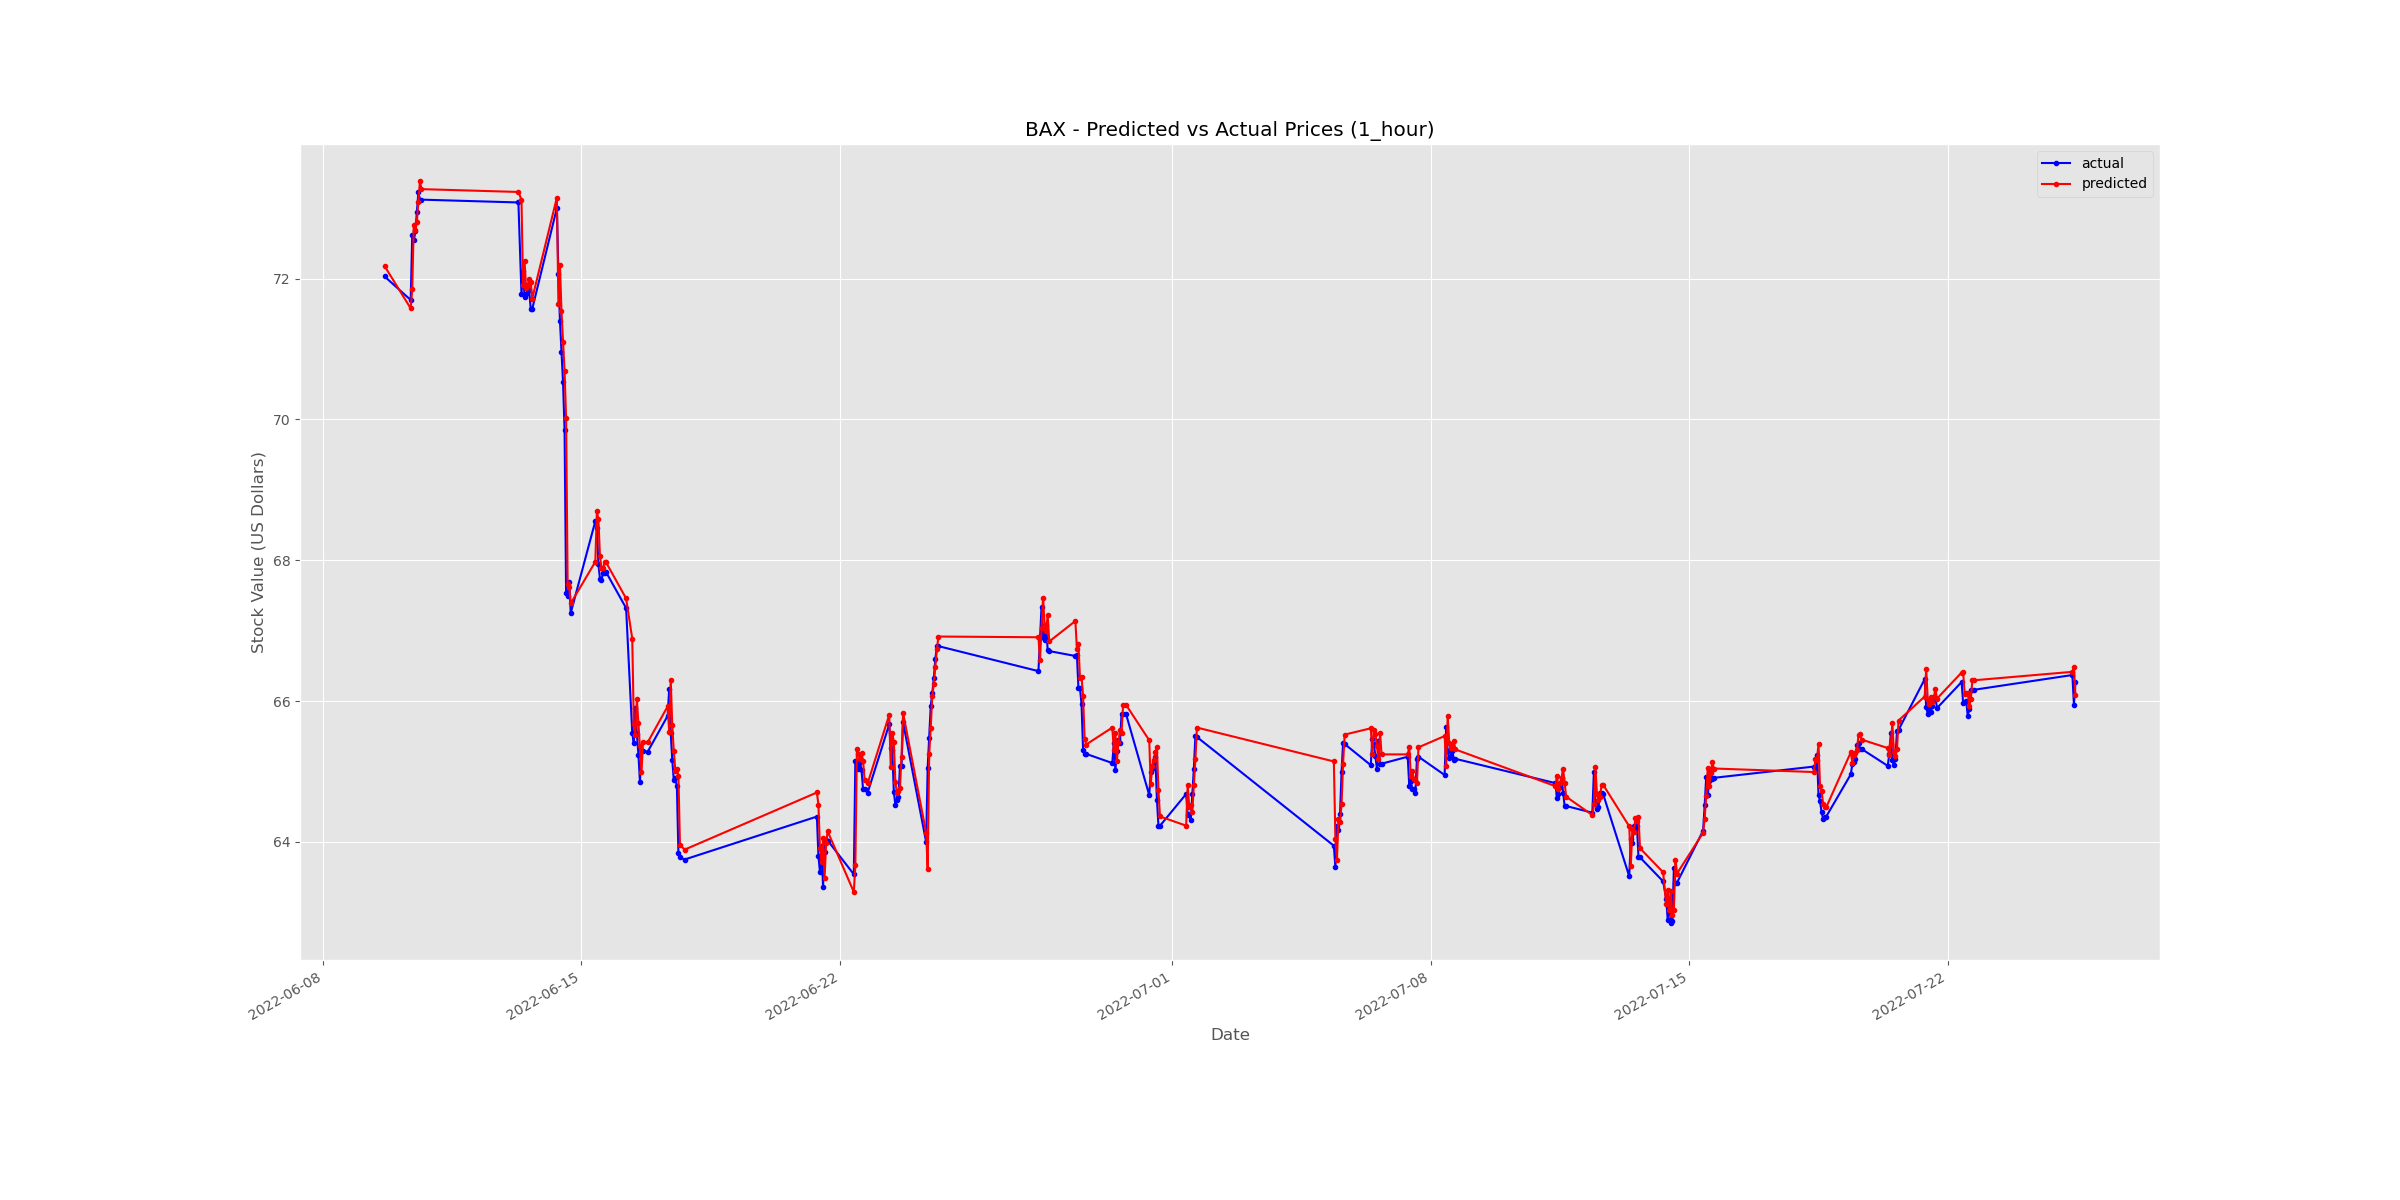 BAX - Predicted vs Actual Prices (1_hour)
actual
predicted
Stock Value (US Dollars)
72
70
68
66
64
2022-06-08
2022-06-15
2022-06-22
2022-07-01
2022-07-08
2022-07-15
2022-07-22
Date